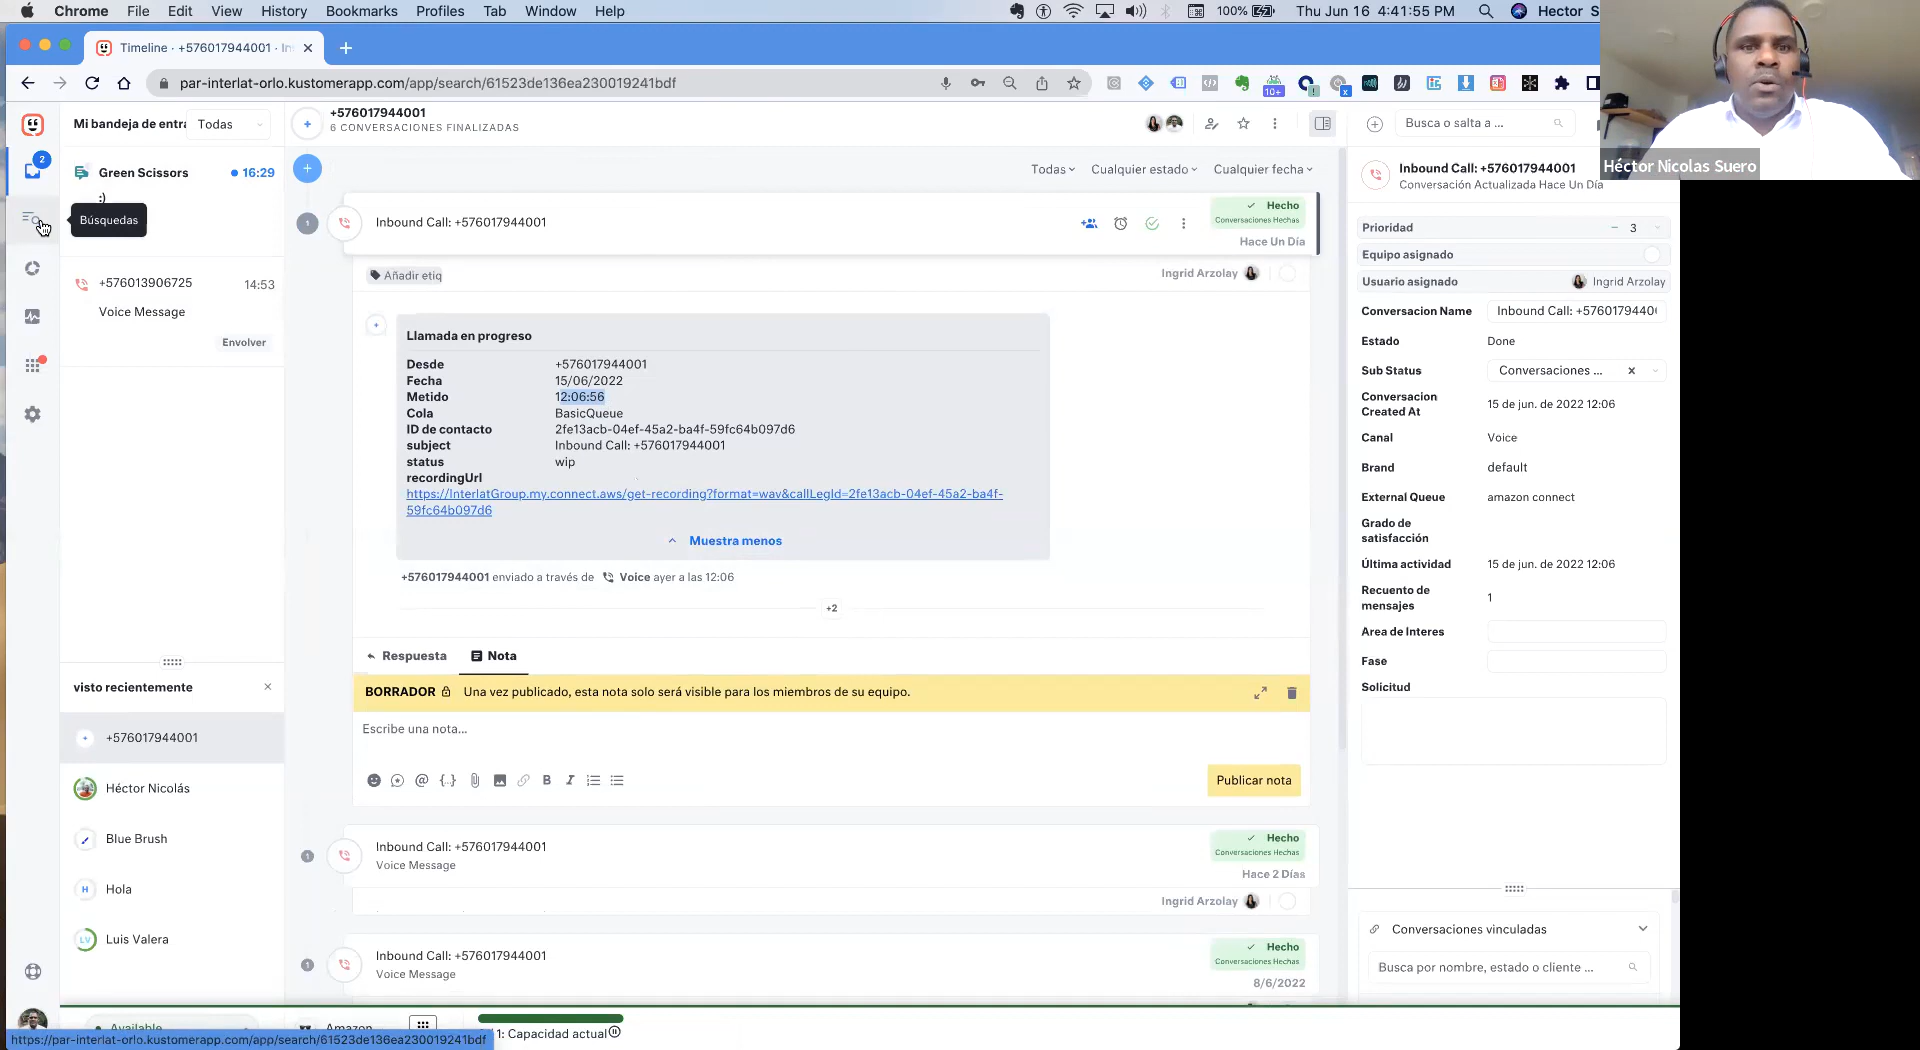 Chrome File Edit View History Bookmarks Profiles Tab Window Help 100% Thu Jun 16 4:41:55 PM Hector S
Timeline · +576017944001 · In
par-interlat-orlo.kustomerapp.com/app/search/61523de136ea230019241bdf
10+
Héctor Nicolas Suero
Mi bandeja de entra Todas
2
Green Scissors 16:29
:)
Búsquedas
+576013906725 14:53
Voice Message
Envolver
visto recientemente
+576017944001
Héctor Nicolás
Blue Brush
H Hola
LV Luis Valera
Available
Amazon
1: Capacidad actual
https://par-interlat-orlo.kustomerapp.com/app/search/61523de136ea230019241bdf
+576017944001
6 CONVERSACIONES FINALIZADAS
Todas Cualquier estado Cualquier fecha
1 Inbound Call: +576017944001
Hecho
Conversaciones Hechas
Hace Un Día
Añadir etiq
Ingrid Arzolay
Llamada en progreso
Desde +576017944001
Fecha 15/06/2022
Metido 12:06:56
Cola BasicQueue
ID de contacto 2fe13acb-04ef-45a2-ba4f-59fc64b097d6
subject Inbound Call: +576017944001
status wip
recordingUrl
https://InterlatGroup.my.connect.aws/get-recording?format=wav&callLegId=2fe13acb-04ef-45a2-ba4f-
59fc64b097d6
Muestra menos
+576017944001 enviado a través de Voice ayer a las 12:06
+2
Respuesta Nota
BORRADOR Una vez publicado, esta nota solo será visible para los miembros de su equipo.
Escribe una nota...
@ {..} B I
Publicar nota
1 Inbound Call: +576017944001
Voice Message
Hecho
Conversaciones Hechas
Hace 2 Días
Ingrid Arzolay
1 Inbound Call: +576017944001
Voice Message
Hecho
Conversaciones Hechas
8/6/2022
Busca o salta a ...
Inbound Call: +576017944001
Conversación Actualizada Hace Un Día
Prioridad 3
Equipo asignado
Usuario asignado Ingrid Arzolay
Conversacion Name Inbound Call: +57601794400
Estado Done
Sub Status Conversaciones ...
Conversacion
Created At
15 de jun. de 2022 12:06
Canal Voice
Brand default
External Queue amazon connect
Grado de
satisfacción
Última actividad 15 de jun. de 2022 12:06
Recuento de
mensajes
1
Area de Interes
Fase
Solicitud
Conversaciones vinculadas
Busca por nombre, estado o cliente ...